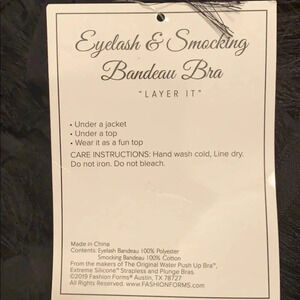 Eyelash & Smocking
Bandeau Bra
"LAYER IT"
• Under a jacket
• Under a top
• Wear it as a fun top
CARE INSTRUCTIONS: Hand wash cold, Line dry.
Do not iron. Do not bleach.
Made in China
Contents: Eyelash Bandeau 100% Polyester
Smocking Bandeau 100% Cotton
From the makers of The Original Water Push Up Bra™,
Extreme Silicone™ Strapless and Plunge Bras.
©2019 Fashion Forms® Austin, TX 78727
All Rights Reserved. www.FASHIONFORMS.com